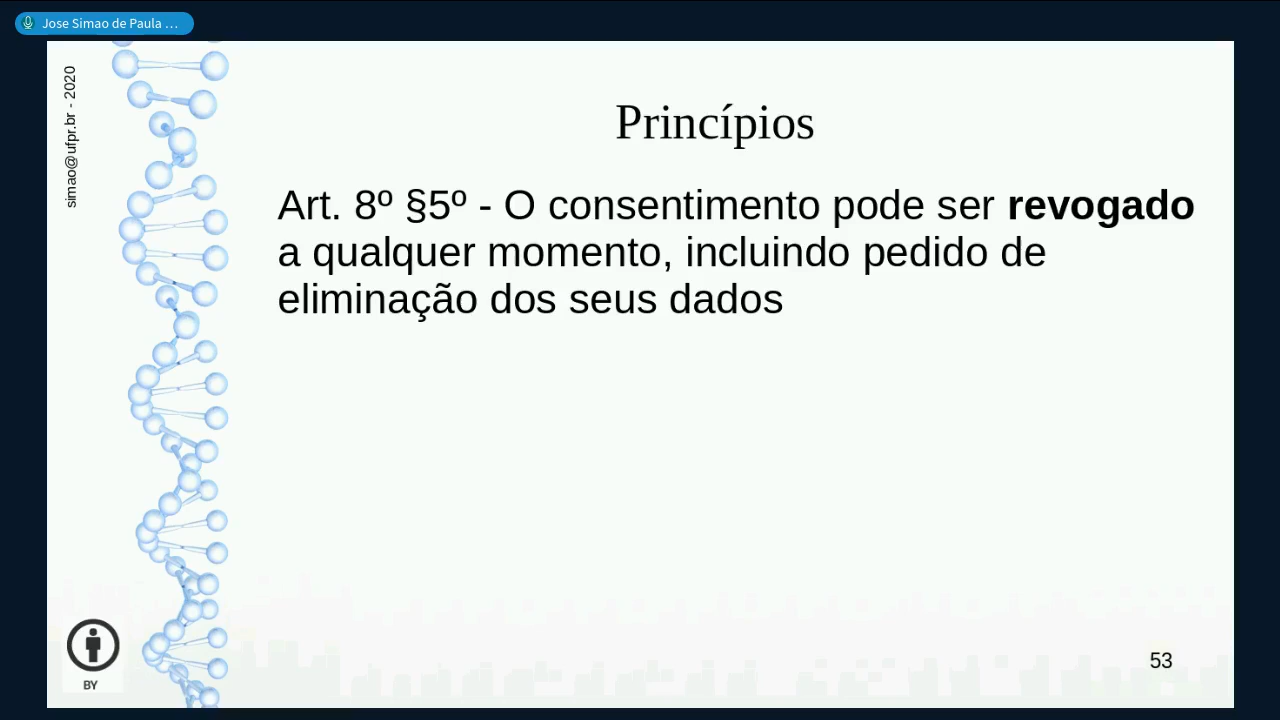 Jose Simao de Paula ...
simao@ufpr.br - 2020
Princípios
Art. 8º §5º - O consentimento pode ser revogado
a qualquer momento, incluindo pedido de
eliminação dos seus dados
BY
53